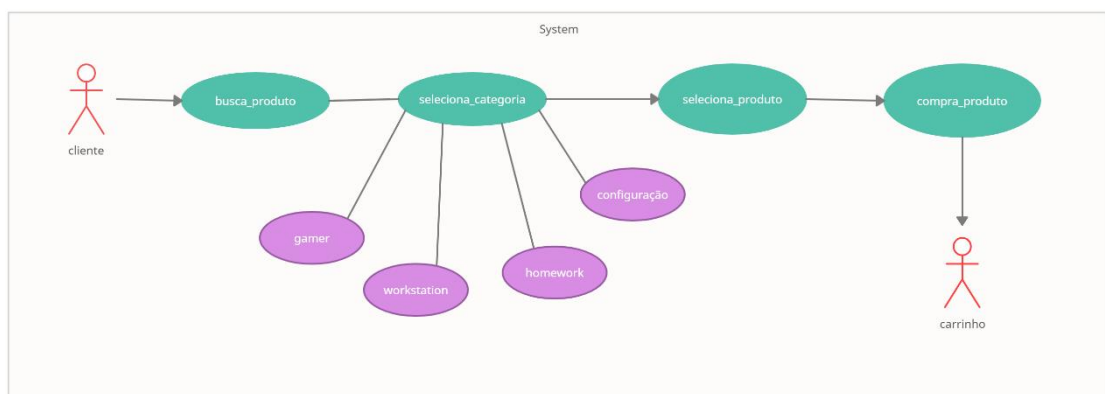 System
busca_produto
seleciona_categoria
seleciona_produto
compra_produto
cliente
configuração
gamer
homework
workstation
carrinho